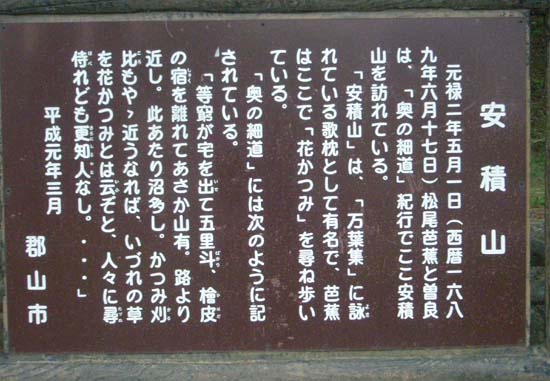 安積山
元禄二年五月一日（西暦一六八
九年六月十七日）松尾芭蕉と曽良
は、「奥の細道」紀行でここ安積
山を訪れている。
「安積山」は、「万葉集」に詠
れている歌枕として有名で、芭蕉
はここで「花かつみ」を尋ね歩い
ている。
「奥の細道」には次のように記
されている。
「等窮が宅を出て五里斗、檜皮
の宿を離れてあさか山有。路より
近し。此あたり沼多し。かつみ刈
比もやゝ近うなれば、いづれの草
を花かつみとは云ぞと、人々に尋
侍れども更知人なし。・・・」
平成元年三月
郡山市